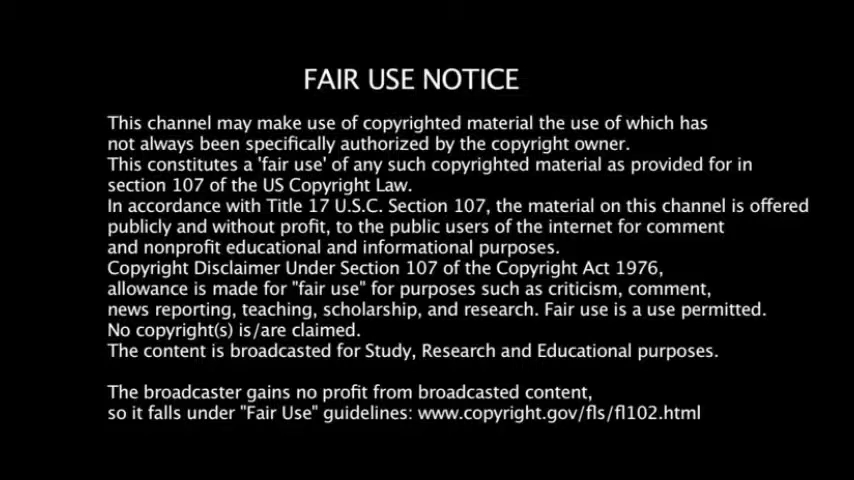 FAIR USE NOTICE
This channel may make use of copyrighted material the use of which has
not always been specifically authorized by the copyright owner.
This constitutes a 'fair use' of any such copyrighted material as provided for in
section 107 of the US Copyright Law.
In accordance with Title 17 U.S.C. Section 107, the material on this channel is offered
publicly and without profit, to the public users of the internet for comment
and nonprofit educational and informational purposes.
Copyright Disclaimer Under Section 107 of the Copyright Act 1976,
allowance is made for "fair use" for purposes such as criticism, comment,
news reporting, teaching, scholarship, and research. Fair use is a use permitted.
No copyright(s) is/are claimed.
The content is broadcasted for Study, Research and Educational purposes.
The broadcaster gains no profit from broadcasted content,
so it falls under "Fair Use" guidelines: www.copyright.gov/fls/fl102.html